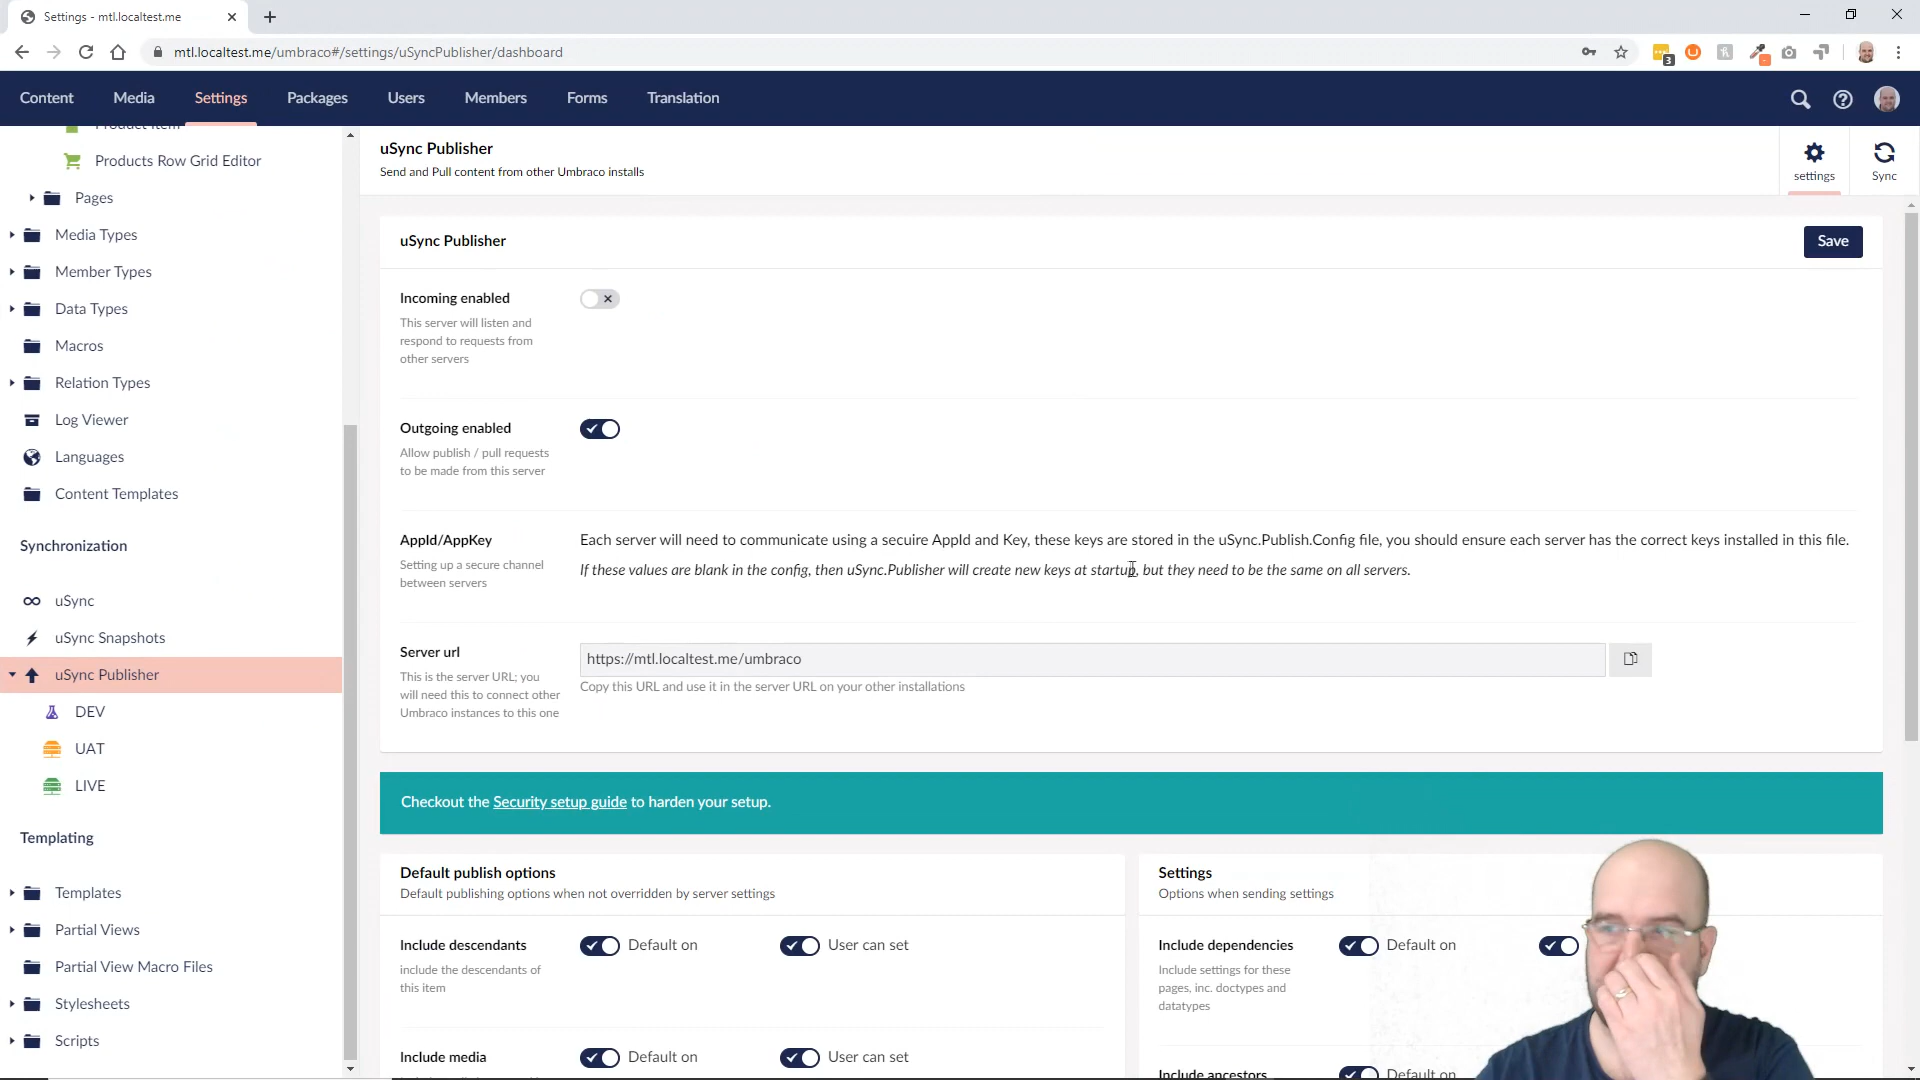 Settings - mtl.localtest.me
mtl.localtest.me/umbraco#/settings/uSyncPublisher/dashboard
3
Content
Media
Settings
Packages
Users
Members
Forms
Translation
Product Item
Products Row Grid Editor
Pages
Media Types
Member Types
Data Types
Macros
Relation Types
Log Viewer
Languages
Content Templates
Synchronization
uSync
uSync Snapshots
uSync Publisher
DEV
UAT
LIVE
Templating
Templates
Partial Views
Partial View Macro Files
Stylesheets
Scripts
uSync Publisher
Send and Pull content from other Umbraco installs
settings
Sync
uSync Publisher
Save
Incoming enabled
This server will listen and
respond to requests from
other servers
Outgoing enabled
Allow publish / pull requests
to be made from this server
AppId/AppKey
Setting up a secure channel
between servers
Each server will need to communicate using a secuire AppId and Key, these keys are stored in the uSync.Publish.Config file, you should ensure each server has the correct keys installed in this file.
If these values are blank in the config, then uSync.Publisher will create new keys at startup, but they need to be the same on all servers.
Server url
This is the server URL; you
will need this to connect other
Umbraco instances to this one
https://mtl.localtest.me/umbraco
Copy this URL and use it in the server URL on your other installations
Checkout the Security setup guide to harden your setup.
Default publish options
Default publishing options when not overridden by server settings
Include descendants
include the descendants of
this item
Default on
User can set
Include media
Default on
User can set
Settings
Options when sending settings
Include dependencies
Include settings for these
pages, inc. doctypes and
datatypes
Default on
Include ancestors
Default on